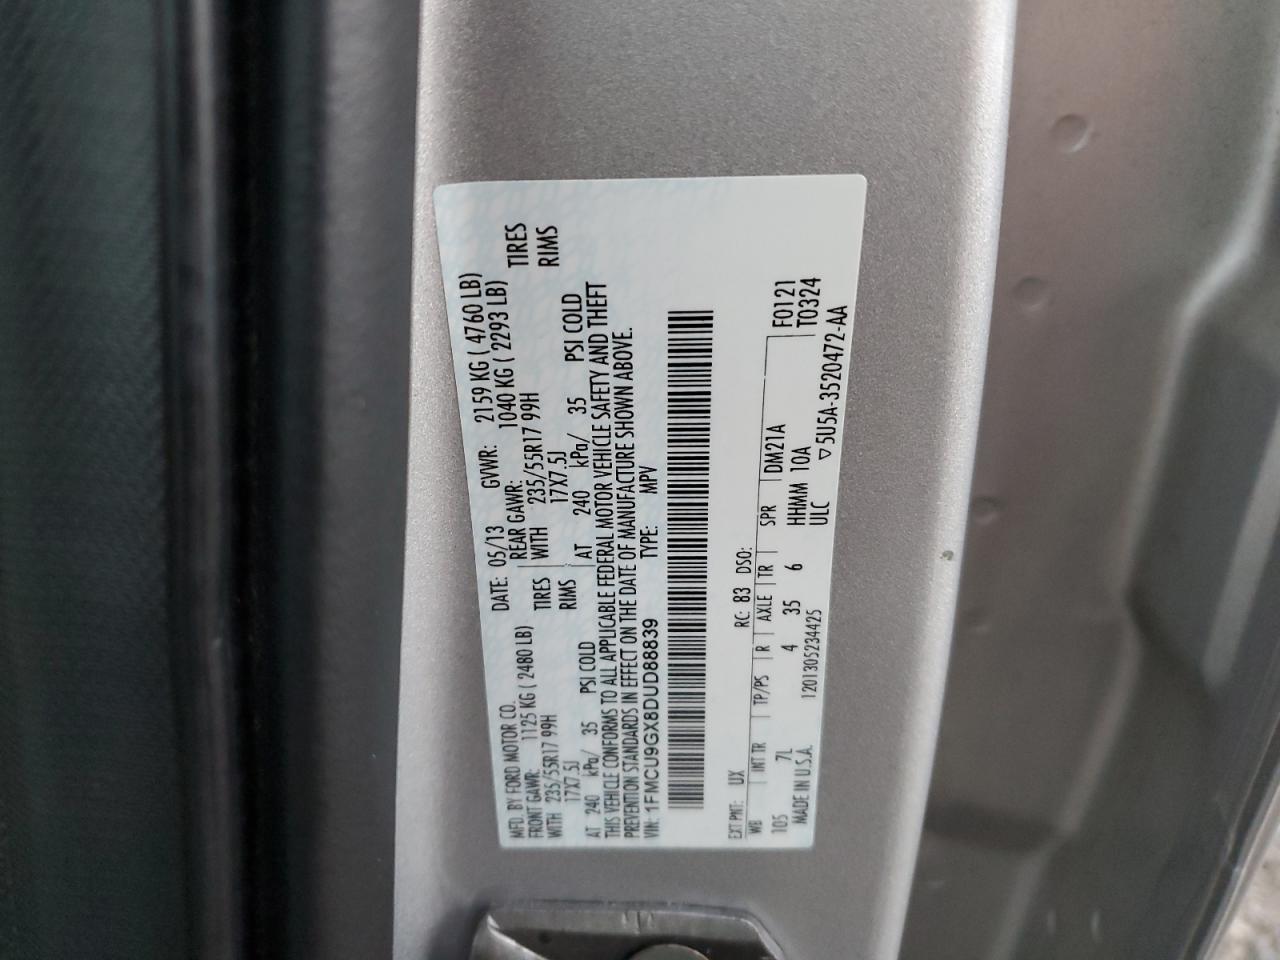 MFD. BY FORD MOTOR CO.
DATE: 05/13 GVWR: 2159 KG ( 4760 LB)
FRONT GAWR: 1125 KG ( 2480 LB) REAR GAWR: 1040 KG ( 2293 LB)
WITH 235/55R17 99H TIRES WITH 235/55R17 99H TIRES
17X7.5J RIMS 17X7.5J RIMS
AT 240 kPa/ 35 PSI COLD AT 240 kPa/ 35 PSI COLD
THIS VEHICLE CONFORMS TO ALL APPLICABLE FEDERAL MOTOR VEHICLE SAFETY AND THEFT
PREVENTION STANDARDS IN EFFECT ON THE DATE OF MANUFACTURE SHOWN ABOVE.
VIN: 1FMCU9GX8DUD88839 TYPE: MPV
EXT PNT: UX RC: 83 DSO: F0121
WB INT TR TP/PS R AXLE TR SPR DM21A T0324
105 7L 4 35 6 HHMM 10A
MADE IN U.S.A. 1201305234425 ULC ▽5U5A-3520472-AA